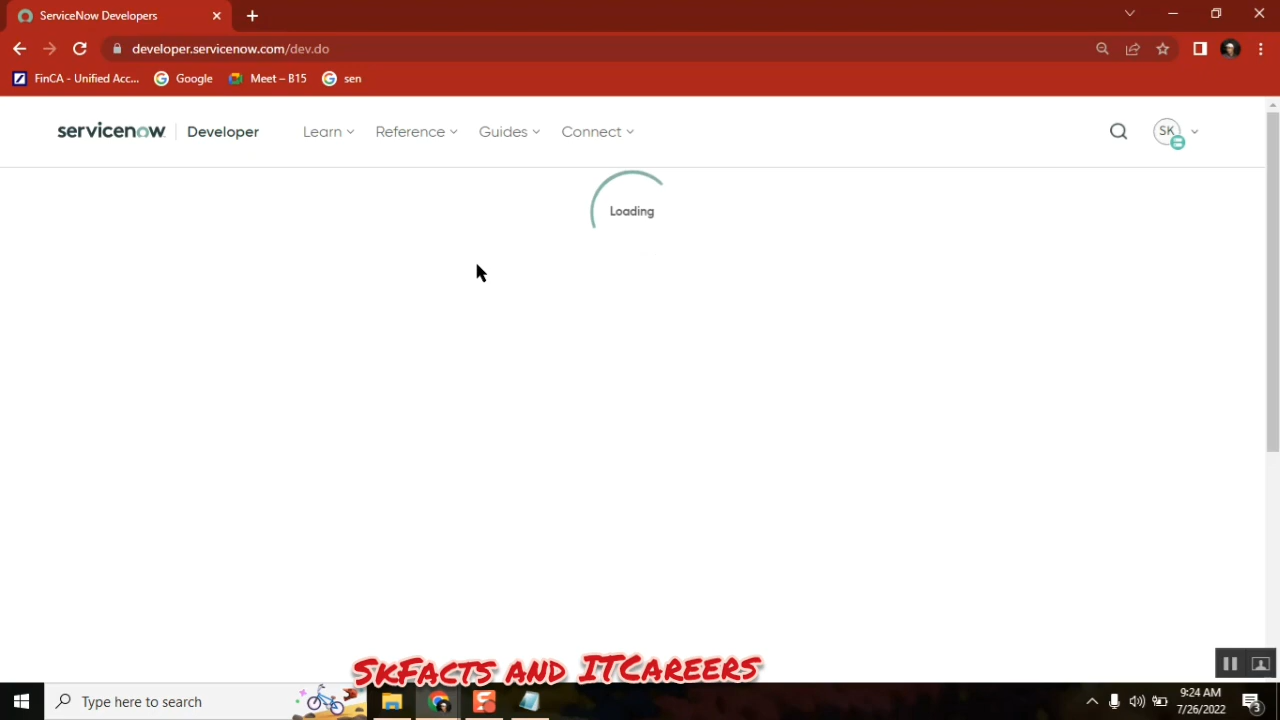 ServiceNow Developers
developer.servicenow.com/dev.do
FinCA - Unified Acc... Google Meet – B15 sen
servicenow Developer Learn Reference Guides Connect SK
Loading
SkFacts and ITCareers
Type here to search
9:24 AM
7/26/2022
3